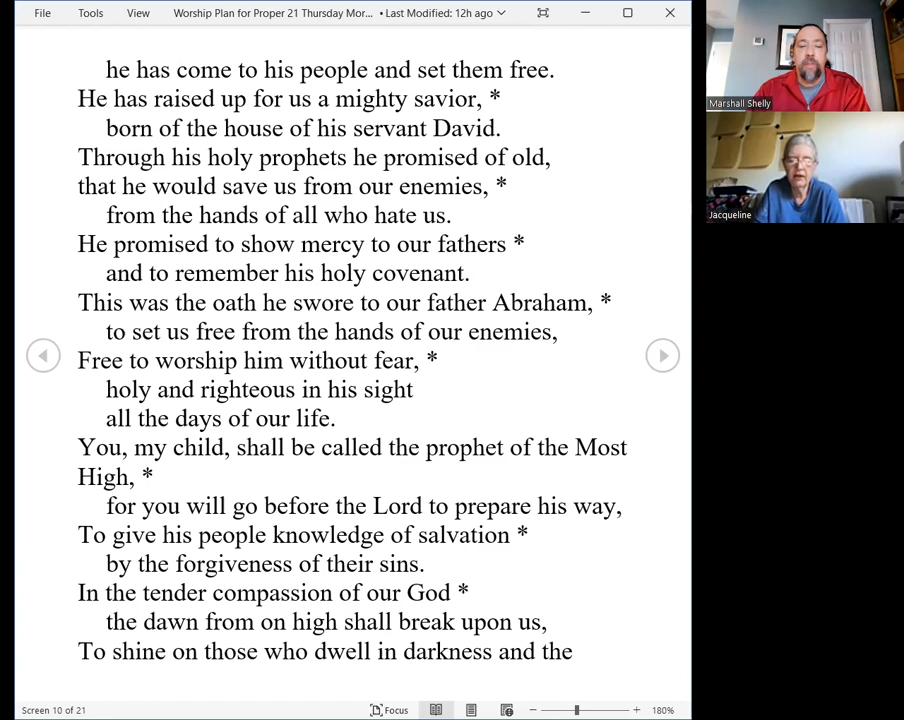 File Tools View Worship Plan for Proper 21 Thursday Mor... • Last Modified: 12h ago
he has come to his people and set them free.
He has raised up for us a mighty savior, *
born of the house of his servant David.
Through his holy prophets he promised of old,
that he would save us from our enemies, *
from the hands of all who hate us.
He promised to show mercy to our fathers *
and to remember his holy covenant.
This was the oath he swore to our father Abraham, *
to set us free from the hands of our enemies,
Free to worship him without fear, *
holy and righteous in his sight
all the days of our life.
You, my child, shall be called the prophet of the Most
High, *
for you will go before the Lord to prepare his way,
To give his people knowledge of salvation *
by the forgiveness of their sins.
In the tender compassion of our God *
the dawn from on high shall break upon us,
To shine on those who dwell in darkness and the
Screen 10 of 21 Focus 180%
Marshall Shelly
Jacqueline